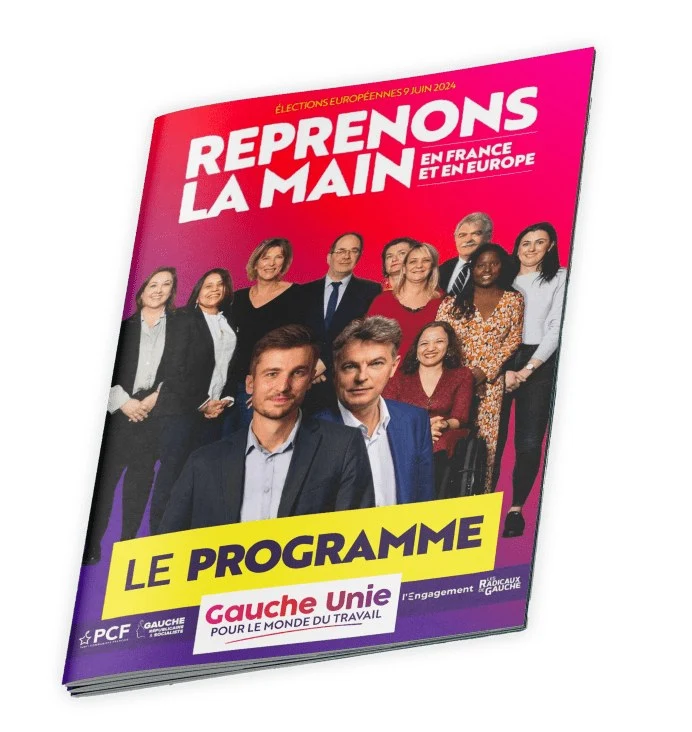 ÉLECTIONS EUROPÉENNES 9 JUIN 2024
REPRENONS
LA MAIN
EN FRANCE
ET EN EUROPE
LE PROGRAMME
Gauche Unie
POUR LE MONDE DU TRAVAIL
PCF
GAUCHE
RÉPUBLICAINE
& SOCIALISTE
l'Engagement
LES
RADICAUX
DE GAUCHE